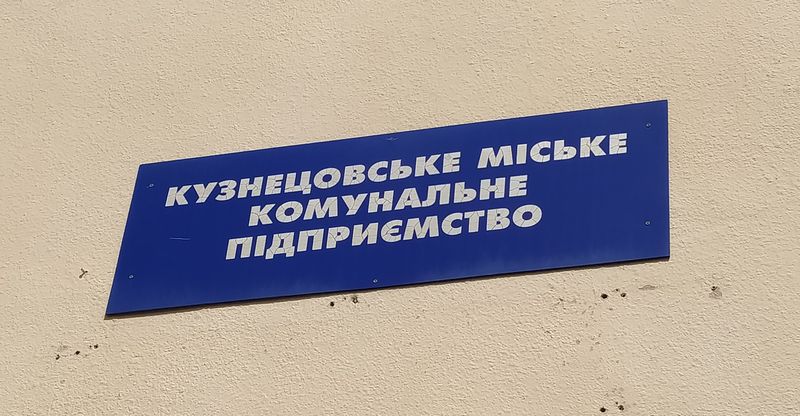 КУЗНЕЦОВСЬКЕ МІСЬКЕ
КОМУНАЛЬНЕ
ПІДПРИЄМСТВО